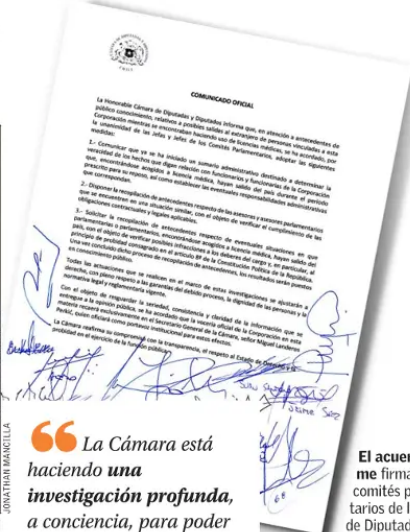 CHILE
COMUNICADO OFICIAL
La Honorable Cámara de Diputadas y Diputados informa que, en atención a antecedentes de
público conocimiento, relativos a posibles salidas al extranjero de personas vinculadas a esta
Corporación mientras se encontraban haciendo uso de licencias médicas, se ha acordado, por
la unanimidad de las Jefas y Jefes de los Comités Parlamentarios, adoptar las siguientes
medidas:
1.- Comunicar que ya se ha iniciado un sumario administrativo destinado a determinar la
veracidad de los hechos que digan relación con funcionarias y funcionarios de la Corporación
que, encontrándose acogidos a licencia médica, hayan salido del país durante el período
prescrito para su reposo, así como establecer las eventuales responsabilidades administrativas
que correspondan.
2.- Disponer la recopilación de antecedentes respecto de las asesoras y asesores parlamentarios
que se encuentren en una situación similar, con el objeto de verificar el cumplimiento de las
obligaciones contractuales y legales aplicables.
3.- Solicitar la recopilación de antecedentes respecto de eventuales situaciones en que
parlamentarias o parlamentarios, encontrándose acogidos a licencia médica, hayan salido del
país, con el objeto de verificar posibles infracciones a los deberes del cargo y, en particular, al
principio de probidad consagrado en el artículo 8º de la Constitución Política de la República.
Una vez concluido dicho proceso de recopilación de antecedentes, los resultados serán puestos
en conocimiento público.
Todas las actuaciones que se realicen en el marco de estas investigaciones se ajustarán a
derecho, con pleno respeto a las garantías del debido proceso, la dignidad de las personas y la
normativa legal y reglamentaria vigente.
Con el objeto de resguardar la seriedad, consistencia y claridad de la información que se
entregue a la opinión pública, se ha acordado que la vocería oficial de la Corporación en esta
materia recaerá exclusivamente en el Secretario General de la Cámara, señor Miguel Landeros
Perkić, quien actuará como portavoz institucional para estos efectos.
La Cámara reafirma su compromiso con la transparencia, el respeto al Estado de Derecho y la
probidad en el ejercicio de la función pública.
Jaime Sáez
JONATHAN MANCILLA
“La Cámara está
haciendo una
investigación profunda,
a conciencia, para poder
El acuer
me firma
comités p
tarios de l
de Diputad